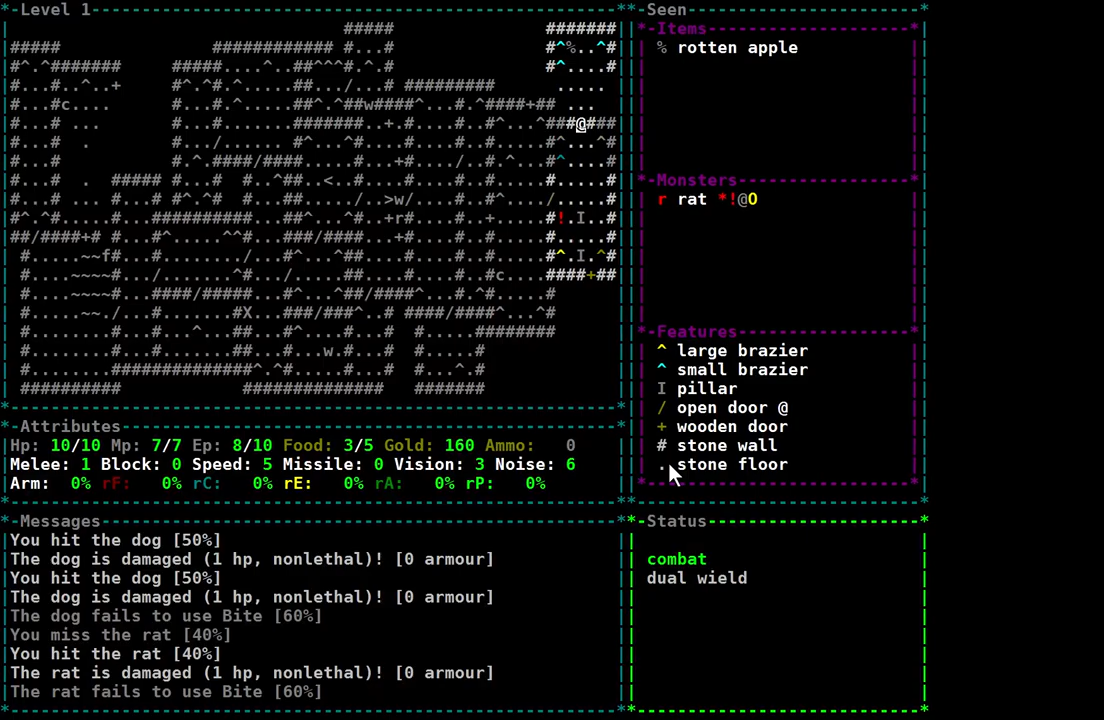 Level 1
Seen
Items
% rotten apple
Monsters
r rat *!@O
Features
^ large brazier
^ small brazier
I pillar
/ open door @
+ wooden door
# stone wall
. stone floor
Attributes
Hp: 10/10 Mp: 7/7 Ep: 8/10 Food: 3/5 Gold: 160 Ammo: 0
Melee: 1 Block: 0 Speed: 5 Missile: 0 Vision: 3 Noise: 6
Arm: 0% rF: 0% rC: 0% rE: 0% rA: 0% rP: 0%
Messages
You hit the dog [50%]
The dog is damaged (1 hp, nonlethal)! [0 armour]
You hit the dog [50%]
The dog is damaged (1 hp, nonlethal)! [0 armour]
The dog fails to use Bite [60%]
You miss the rat [40%]
You hit the rat [40%]
The rat is damaged (1 hp, nonlethal)! [0 armour]
The rat fails to use Bite [60%]
Status
combat
dual wield